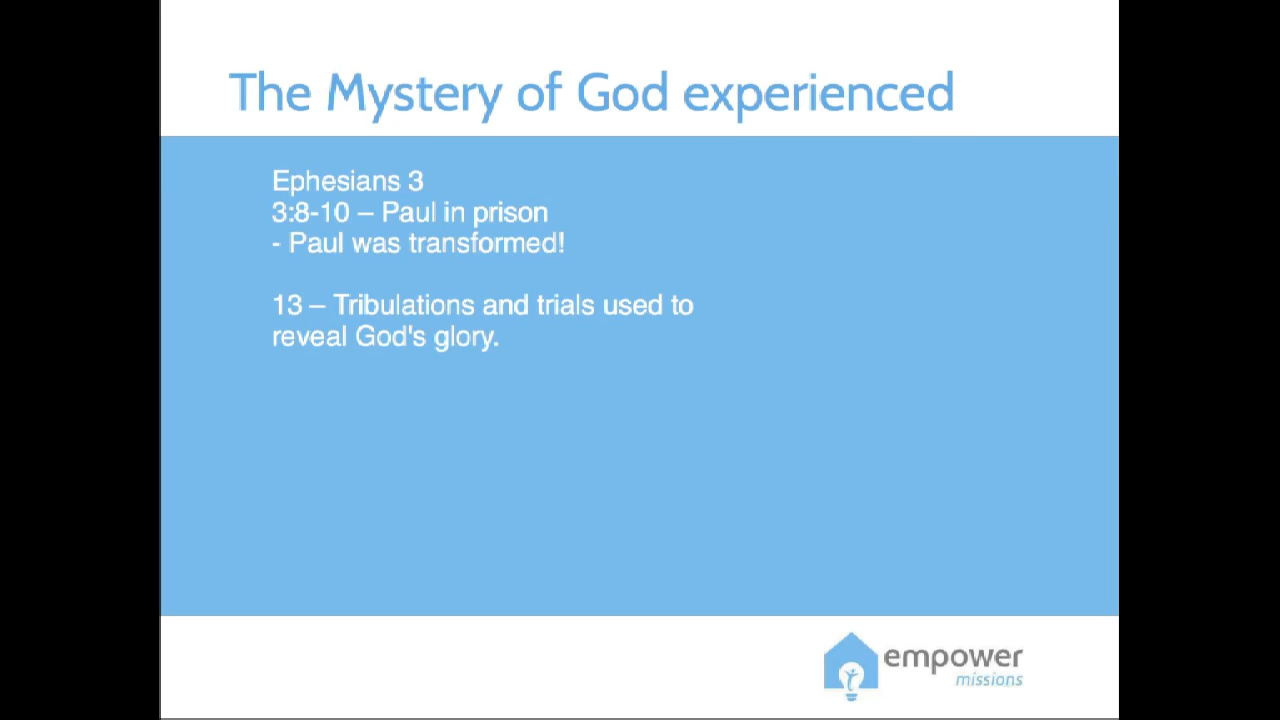 The Mystery of God experienced
Ephesians 3
3:8-10 – Paul in prison
- Paul was transformed!
13 – Tribulations and trials used to
reveal God's glory.
empower
missions